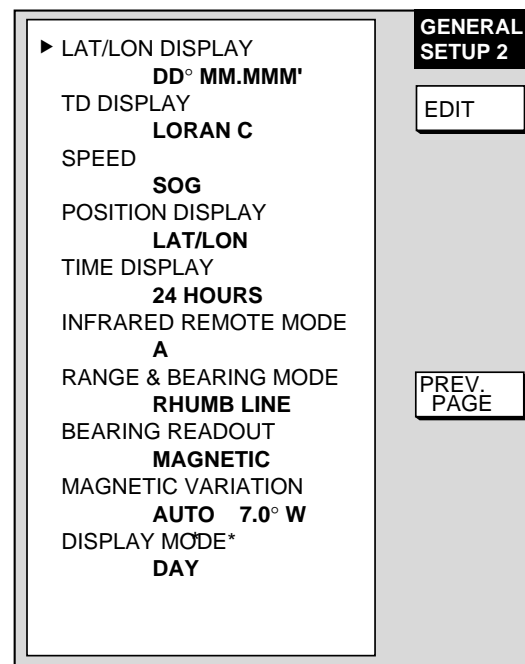 ▶ LAT/LON DISPLAY
DD° MM.MMM'
TD DISPLAY
LORAN C
SPEED
SOG
POSITION DISPLAY
LAT/LON
TIME DISPLAY
24 HOURS
INFRARED REMOTE MODE
A
RANGE & BEARING MODE
RHUMB LINE
BEARING READOUT
MAGNETIC
MAGNETIC VARIATION
AUTO 7.0° W
DISPLAY MODE*
*
DAY
GENERAL
SETUP 2
EDIT
PREV.
PAGE